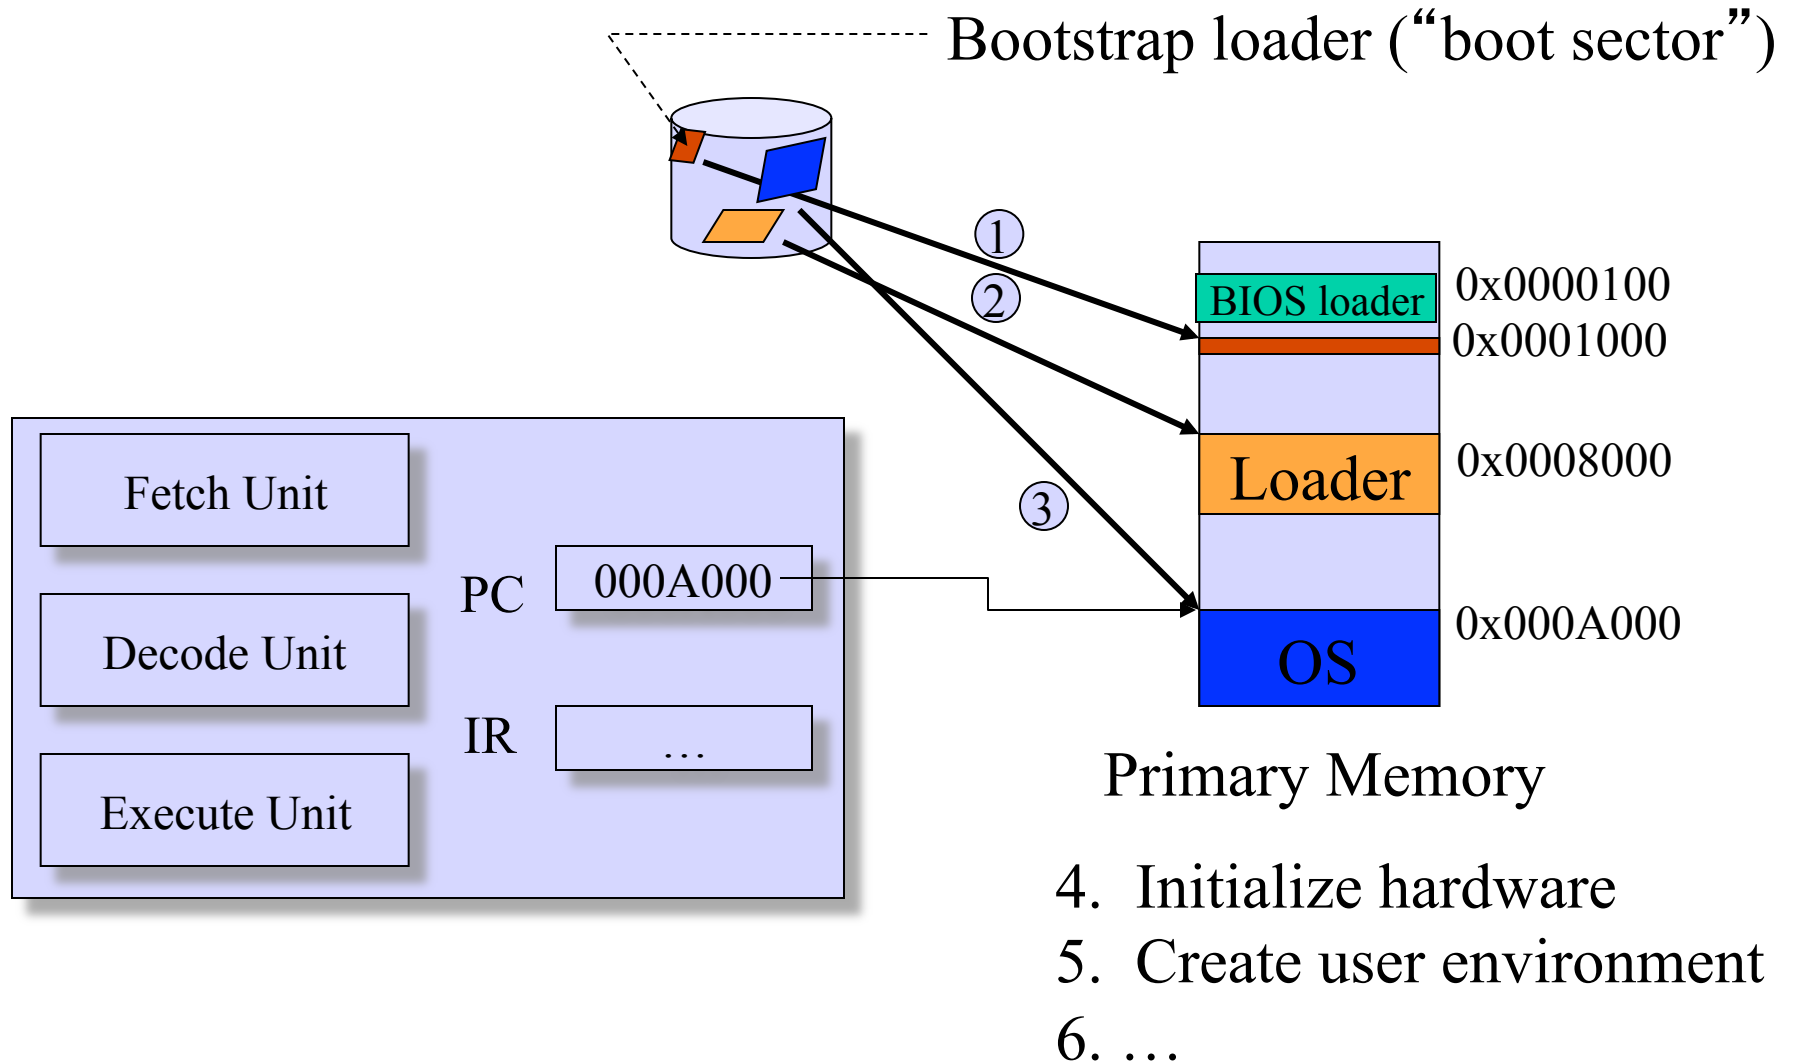 Bootstrap loader (“boot sector”)
1
2
3
BIOS loader
0x0000100
0x0001000
Loader
0x0008000
OS
0x000A000
Primary Memory
Fetch Unit
Decode Unit
Execute Unit
PC
000A000
IR
…
4. Initialize hardware
5. Create user environment
6. …